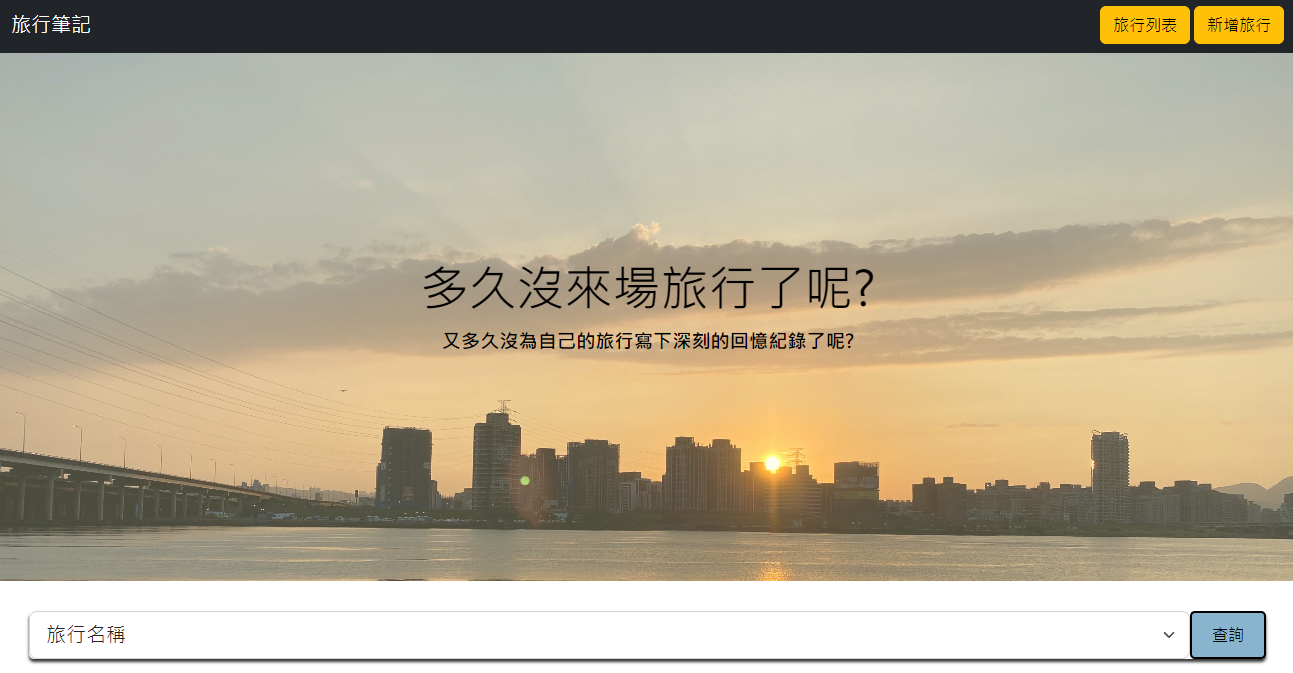 旅行筆記
旅行列表
新增旅行
多久沒來場旅行了呢?
又多久沒為自己的旅行寫下深刻的回憶紀錄了呢?
旅行名稱
查詢